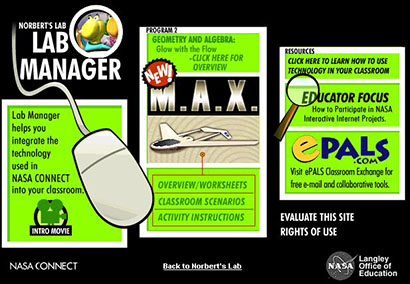 NORBERT'S LAB
LAB
MANAGER
Lab Manager
helps you
integrate the
technology
used in
NASA CONNECT
into your classroom.
INTRO MOVIE
NASA CONNECT
PROGRAM 2
GEOMETRY AND ALGEBRA:
Glow with the Flow
-CLICK HERE FOR
OVERVIEW
NEW!
M.A.X.
OVERVIEW/WORKSHEETS
CLASSROOM SCENARIOS
ACTIVITY INSTRUCTIONS
Back to Norbert's Lab
RESOURCES
CLICK HERE TO LEARN HOW TO USE
TECHNOLOGY IN YOUR CLASSROOM
EDUCATOR FOCUS
How to Participate in NASA
Interactive Internet Projects.
ePALS
.COM
Visit ePALS Classroom Exchange for
free e-mail and collaborative tools.
EVALUATE THIS SITE
RIGHTS OF USE
NASA
Langley
Office of
Education